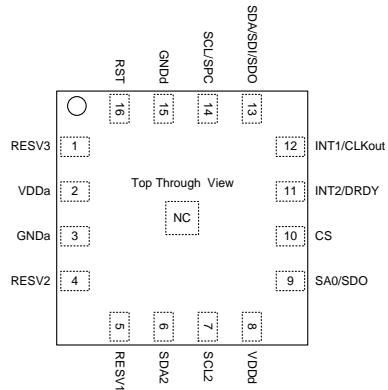 RST
GNDd
SCL/SPC
SDA/SDI/SDO
16
15
14
13
RESV3
1
12
INT1/CLKout
VDDa
2
Top Through View
11
INT2/DRDY
NC
GNDa
3
10
CS
RESV2
4
9
SA0/SDO
5
6
7
8
RESV1
SDA2
SCL2
VDDd